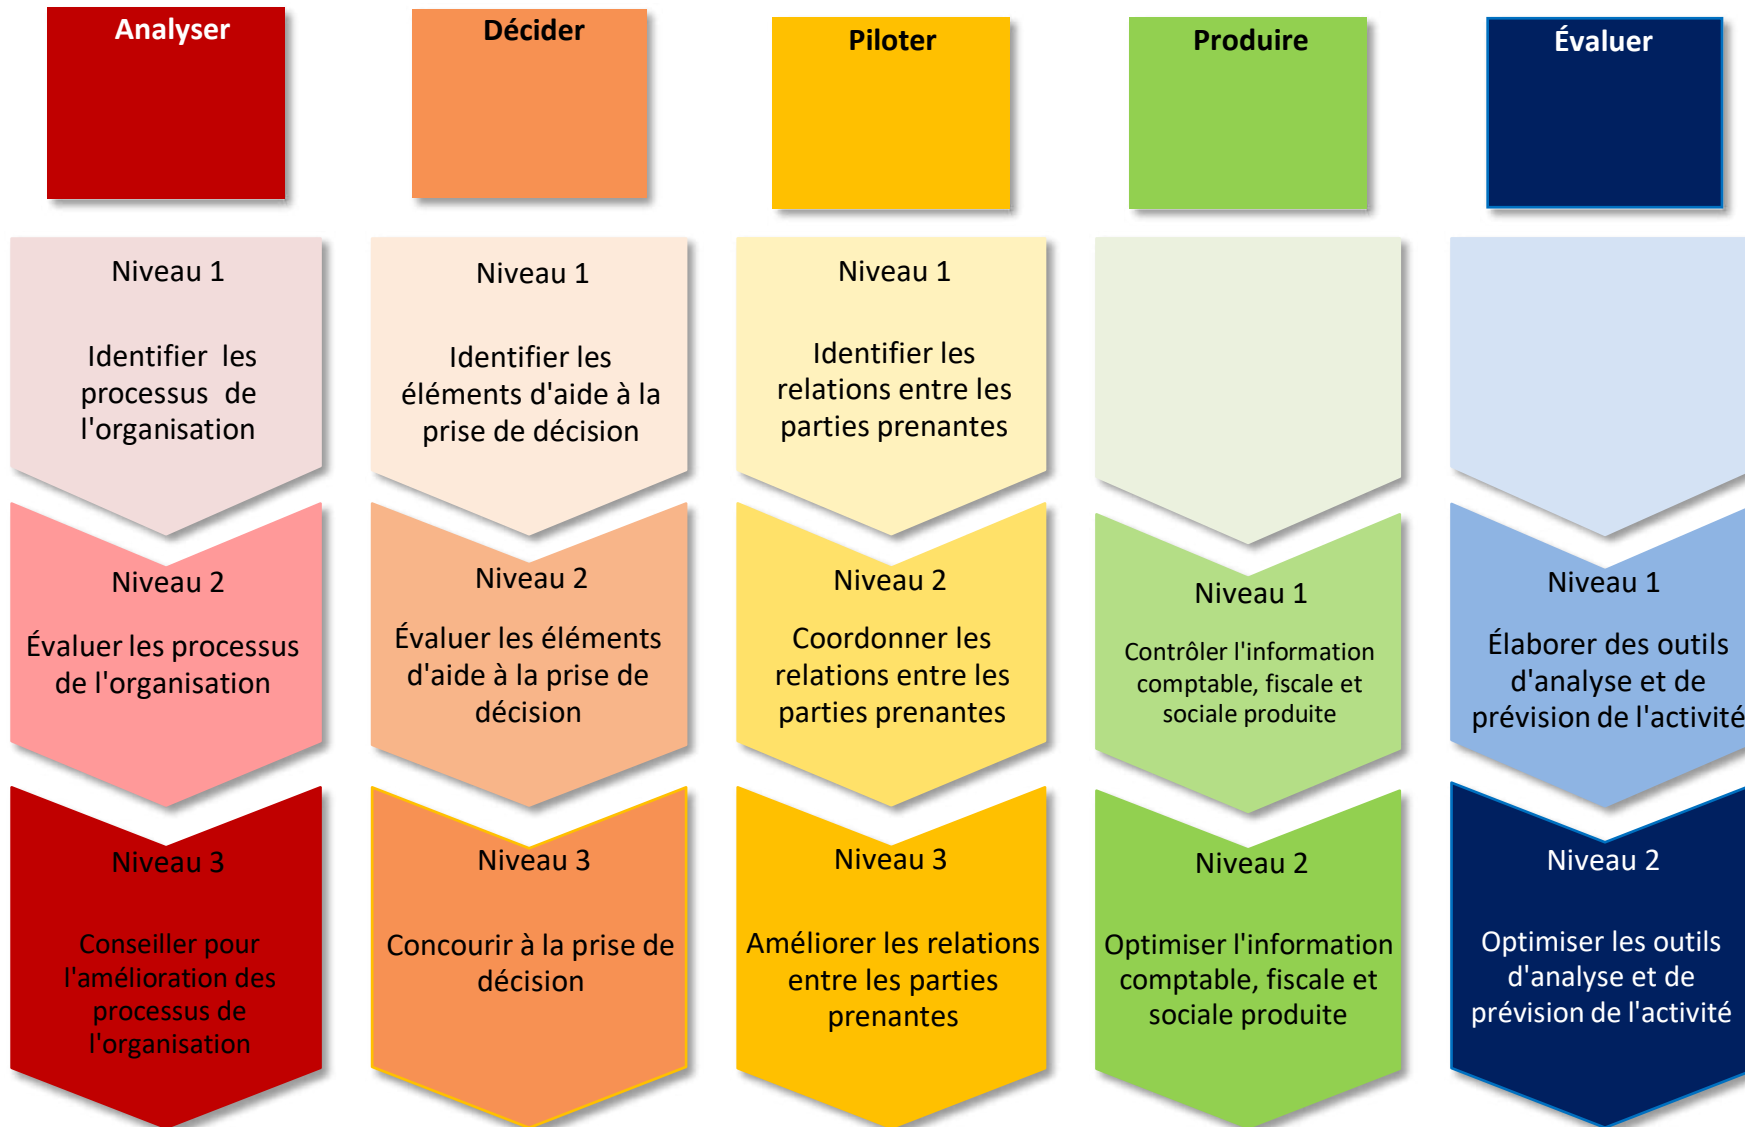 Analyser
Décider
Piloter
Produire
Évaluer
Niveau 1
Identifier les
processus de
l'organisation
Niveau 1
Identifier les
éléments d'aide à la
prise de décision
Niveau 1
Identifier les
relations entre les
parties prenantes
Niveau 2
Évaluer les processus
de l'organisation
Niveau 2
Évaluer les éléments
d'aide à la prise de
décision
Niveau 2
Coordonner les
relations entre les
parties prenantes
Niveau 1
Contrôler l'information
comptable, fiscale et
sociale produite
Niveau 1
Élaborer des outils
d'analyse et de
prévision de l'activité
Niveau 3
Conseiller pour
l'amélioration des
processus de
l'organisation
Niveau 3
Concourir à la prise de
décision
Niveau 3
Améliorer les relations
entre les parties
prenantes
Niveau 2
Optimiser l'information
comptable, fiscale et
sociale produite
Niveau 2
Optimiser les outils
d'analyse et de
prévision de l'activité